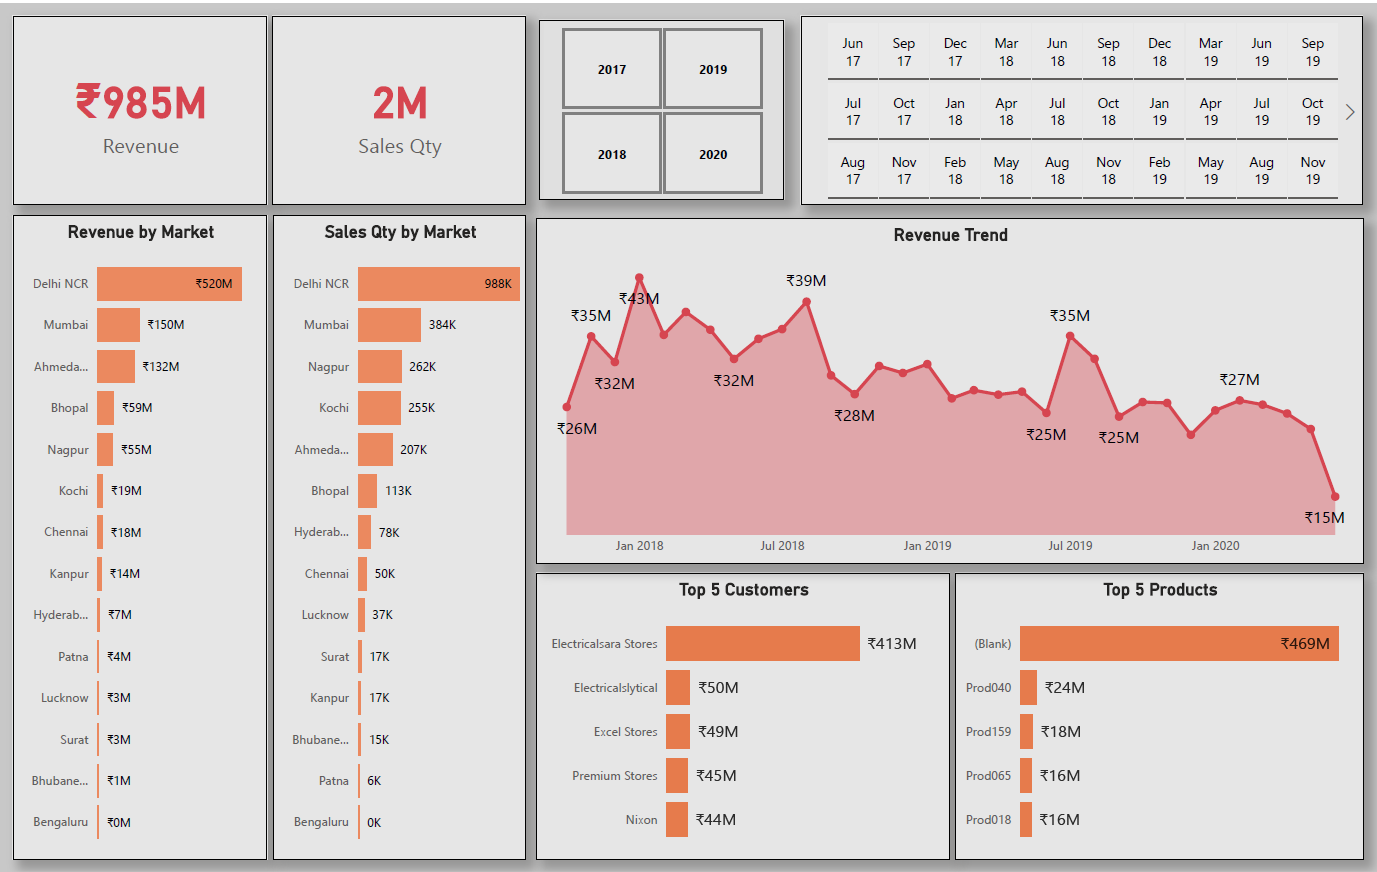 ₹985M
Revenue
2M
Sales Qty
2017
2019
2018
2020
Jun 17
Sep 17
Dec 17
Mar 18
Jun 18
Sep 18
Dec 18
Mar 19
Jun 19
Sep 19
Jul 17
Oct 17
Jan 18
Apr 18
Jul 18
Oct 18
Jan 19
Apr 19
Jul 19
Oct 19
Aug 17
Nov 17
Feb 18
May 18
Aug 18
Nov 18
Feb 19
May 19
Aug 19
Nov 19
Revenue by Market
Delhi NCR ₹520M
Mumbai ₹150M
Ahmeda... ₹132M
Bhopal ₹59M
Nagpur ₹55M
Kochi ₹19M
Chennai ₹18M
Kanpur ₹14M
Hyderab... ₹7M
Patna ₹4M
Lucknow ₹3M
Surat ₹3M
Bhubane... ₹1M
Bengaluru ₹0M
Sales Qty by Market
Delhi NCR 988K
Mumbai 384K
Nagpur 262K
Kochi 255K
Ahmeda... 207K
Bhopal 113K
Hyderab... 78K
Chennai 50K
Lucknow 37K
Surat 17K
Kanpur 17K
Bhubane... 15K
Patna 6K
Bengaluru 0K
Revenue Trend
₹26M
₹35M
₹32M
₹43M
₹32M
₹39M
₹28M
₹25M
₹35M
₹25M
₹27M
₹15M
Jan 2018
Jul 2018
Jan 2019
Jul 2019
Jan 2020
Top 5 Customers
Electricalsara Stores ₹413M
Electricalslytical ₹50M
Excel Stores ₹49M
Premium Stores ₹45M
Nixon ₹44M
Top 5 Products
(Blank) ₹469M
Prod040 ₹24M
Prod159 ₹18M
Prod065 ₹16M
Prod018 ₹16M